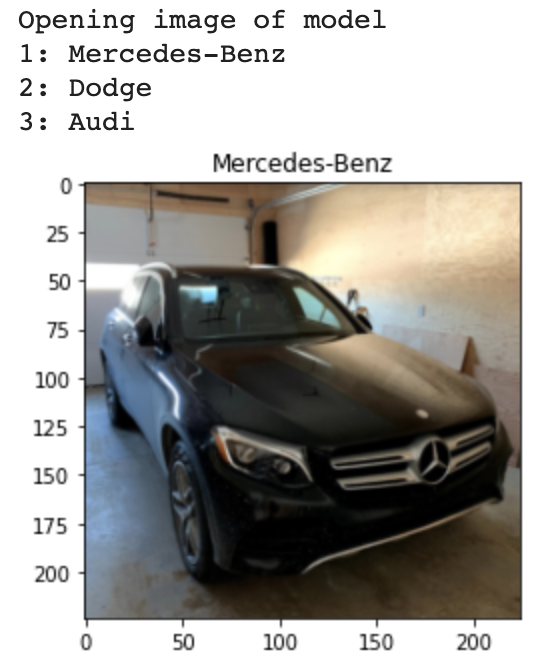 Opening image of model
1: Mercedes-Benz
2: Dodge
3: Audi
Mercedes-Benz
0
25
50
75
100
125
150
175
200
0 50 100 150 200